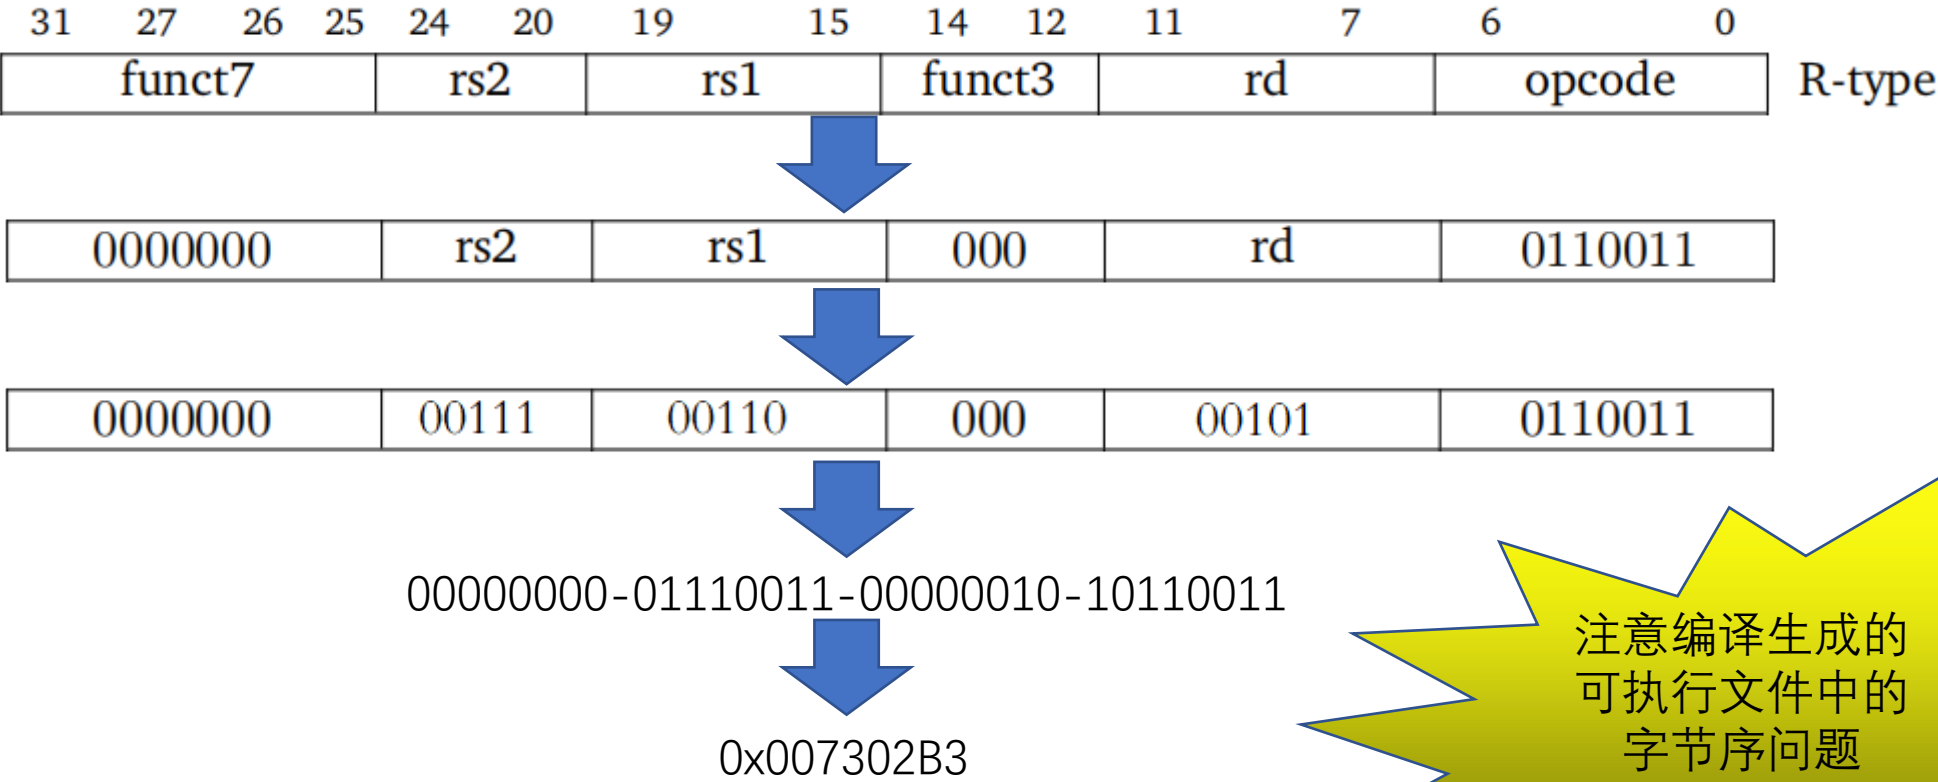 31 27 26 25 24 20 19 15 14 12 11 7 6 0
funct7 rs2 rs1 funct3 rd opcode R-type
0000000 rs2 rs1 000 rd 0110011
0000000 00111 00110 000 00101 0110011
00000000-01110011-00000010-10110011
0x007302B3
注意编译生成的
可执行文件中的
字节序问题